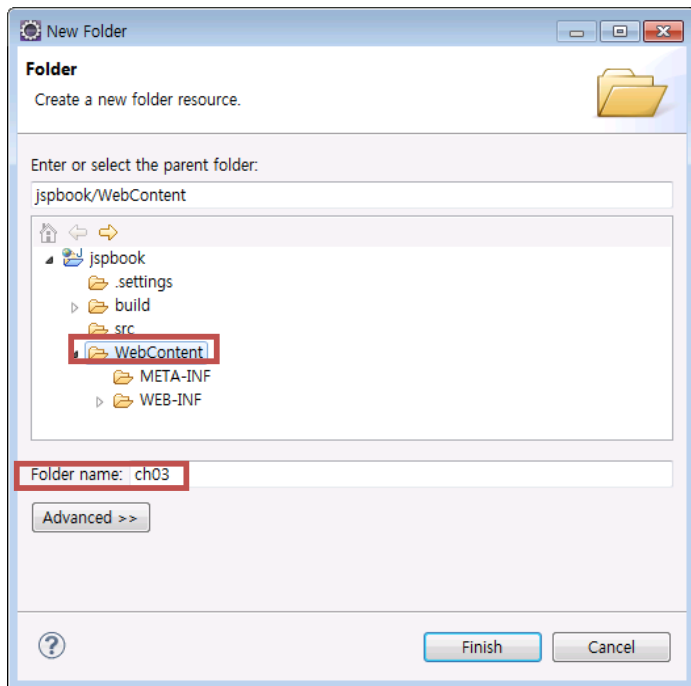 New Folder
Folder
Create a new folder resource.
Enter or select the parent folder:
jspbook/WebContent
jspbook
.settings
build
src
WebContent
META-INF
WEB-INF
Folder name: ch03
Advanced >>
Finish Cancel